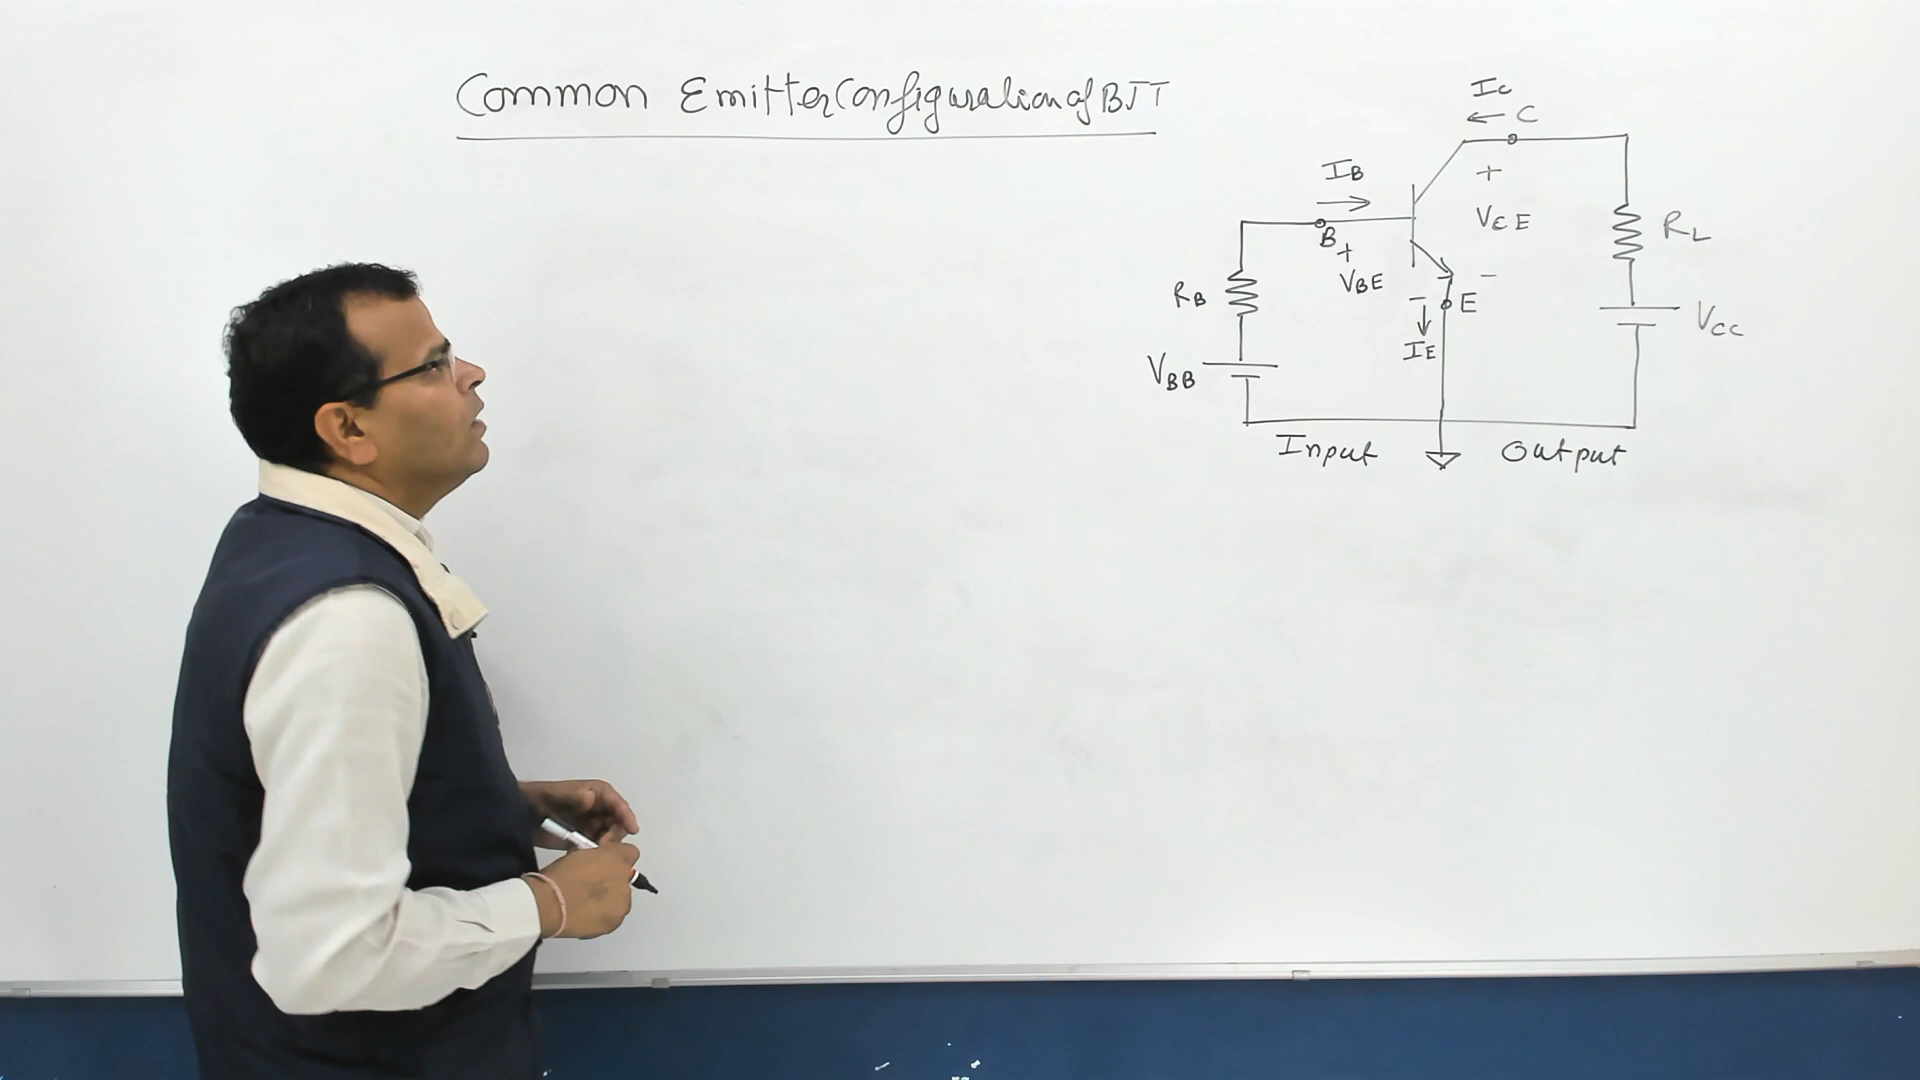 Common Emitter Configuration of BJT
IC
C
IB
+
B
+
VCE
RL
VBE
RB
-
-
E
IE
VCC
VBB
Input
Output